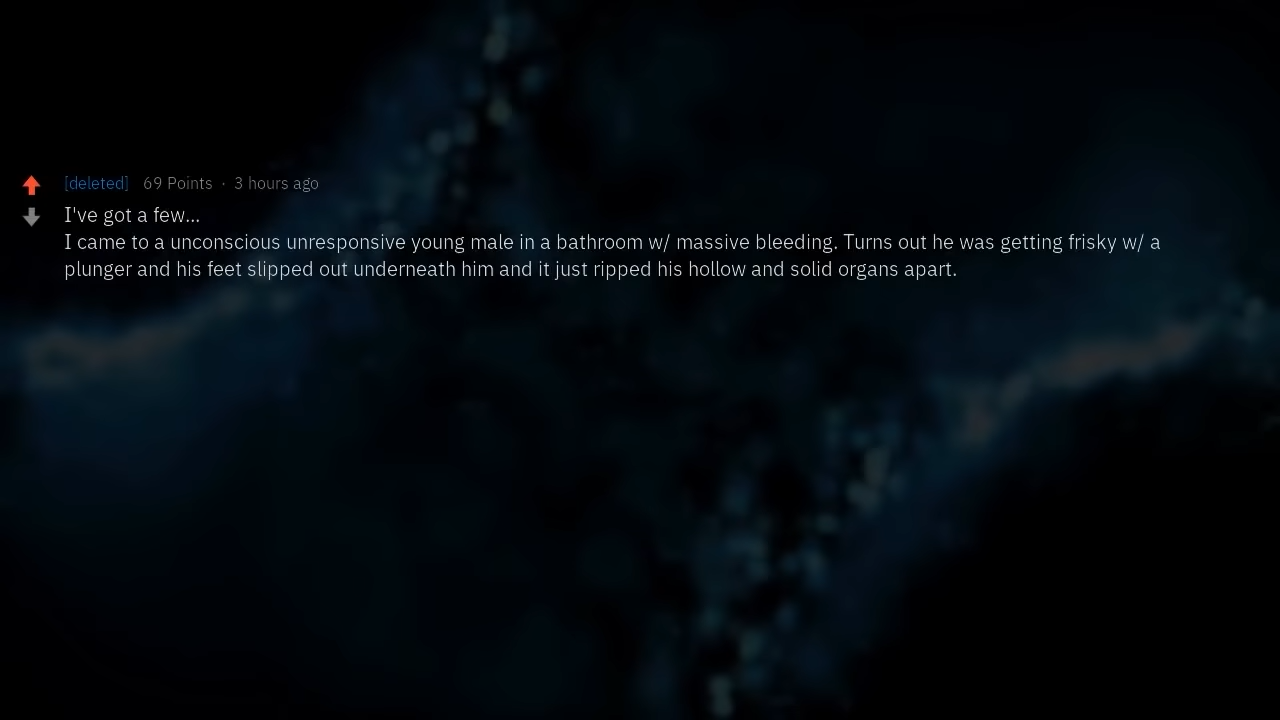 [deleted] 69 Points · 3 hours ago
I've got a few...
I came to a unconscious unresponsive young male in a bathroom w/ massive bleeding. Turns out he was getting frisky w/ a
plunger and his feet slipped out underneath him and it just ripped his hollow and solid organs apart.